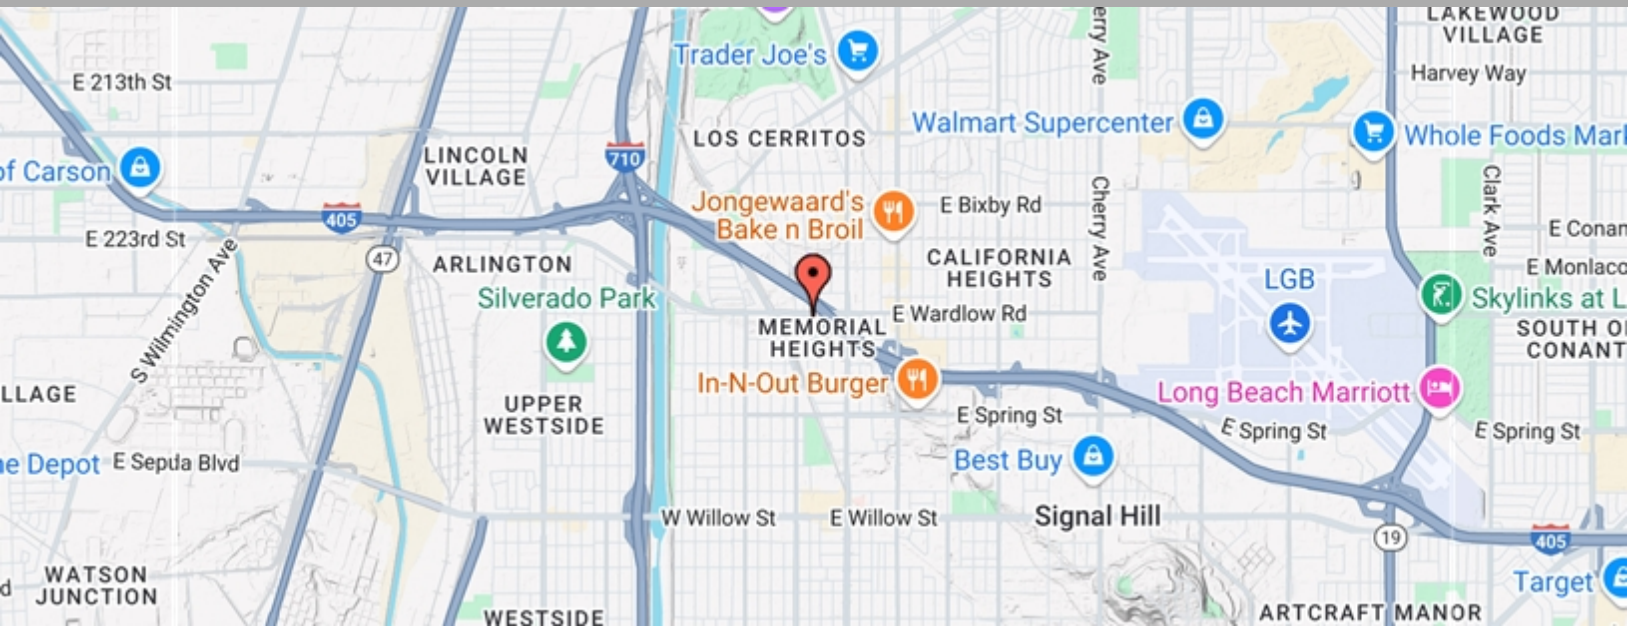 LAKEWOOD
VILLAGE
Trader Joe's
erry Ave
Harvey Way
E 213th St
Walmart Supercenter
Whole Foods Mark
LOS CERRITOS
LINCOLN
VILLAGE
710
of Carson
Clark Ave
405
Jongewaard's
Bake n Broil
E Bixby Rd
Cherry Ave
E 223rd St
E Conan
47
ARLINGTON
CALIFORNIA
HEIGHTS
LGB
E Monlaco
S Wilmington Ave
Silverado Park
Skylinks at L
E Wardlow Rd
MEMORIAL
HEIGHTS
SOUTH O
CONANT
In-N-Out Burger
LLAGE
Long Beach Marriott
UPPER
WESTSIDE
E Spring St
E Spring St
E Spring St
e Depot
E Sepulda Blvd
Best Buy
W Willow St
E Willow St
Signal Hill
19
405
WATSON
JUNCTION
d
Target
WESTSIDE
ARTCRAFT MANOR